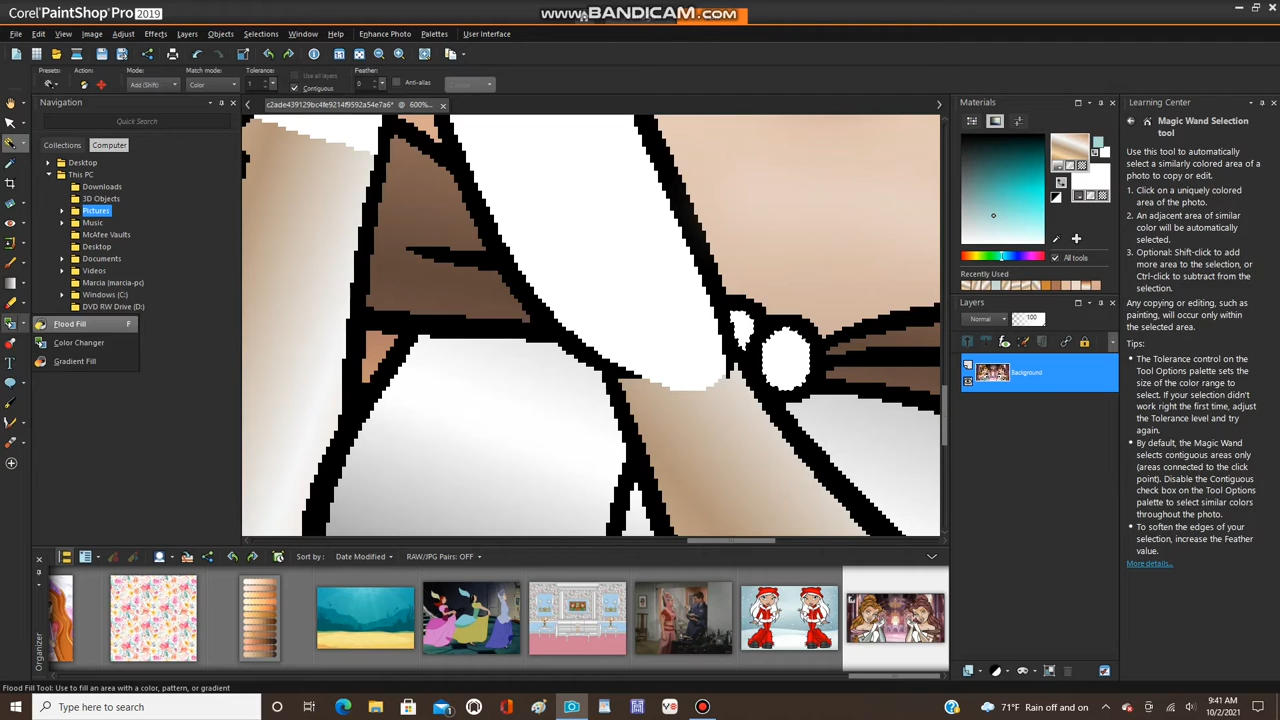 Corel PaintShop Pro 2019
www.BANDICAM.com
File Edit View Image Adjust Effects Layers Objects Selections Window Help Enhance Photo Palettes User Interface
Presets: Action: Mode: Match mode: Tolerance: Use all layers Feather:
Add (Shift) Color 1 Contiguous 0 Anti-alias
Navigation
c2ade439129bc4fe9214f9592a54e7a6* @ 600%...
Materials
Learning Center
Quick Search
Magic Wand Selection tool
Collections Computer
Desktop
This PC
Downloads
3D Objects
Pictures
Music
McAfee Vaults
Desktop
Documents
Videos
Marcia (marcia-pc)
Windows (C:)
DVD RW Drive (D:)
Flood Fill F
Color Changer
Gradient Fill
All tools
Recently Used
Layers
Normal 100
Background
Use this tool to automatically select a similarly colored area of a photo to copy or edit.
1. Click on a uniquely colored area of the photo.
2. An adjacent area of similar color will be automatically selected.
3. Optional: Shift-click to add more area to the selection, or Ctrl-click to subtract from the selection.
Any copying or editing, such as painting, will occur only within the selected area.
Tips:
• The Tolerance control on the Tool Options palette sets the size of the color range to select. If your selection didn't work right the first time, adjust the Tolerance level and try again.
• By default, the Magic Wand selects contiguous areas only (areas connected to the click point). Disable the Contiguous check box on the Tool Options palette to select similar colors throughout the photo.
• To soften the edges of your selection, increase the Feather value.
More details...
Organizer
Sort by: Date Modified RAW/JPG Pairs: OFF
Flood Fill Tool: Use to fill an area with a color, pattern, or gradient
Type here to search
71°F Rain off and on
9:41 AM
10/2/2021